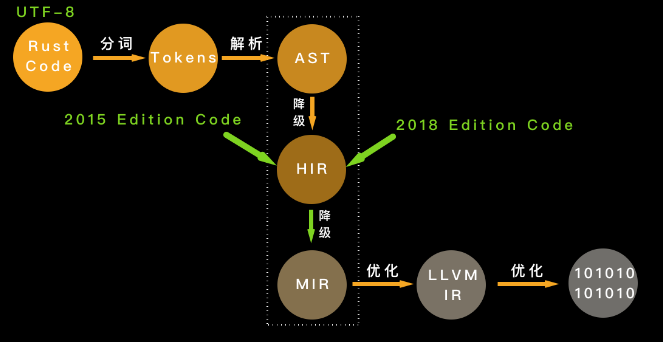 UTF-8
Rust
Code
分词
Tokens
解析
AST
降
级
2015 Edition Code
2018 Edition Code
HIR
降
级
MIR
优化
LLVM
IR
优化
101010
101010